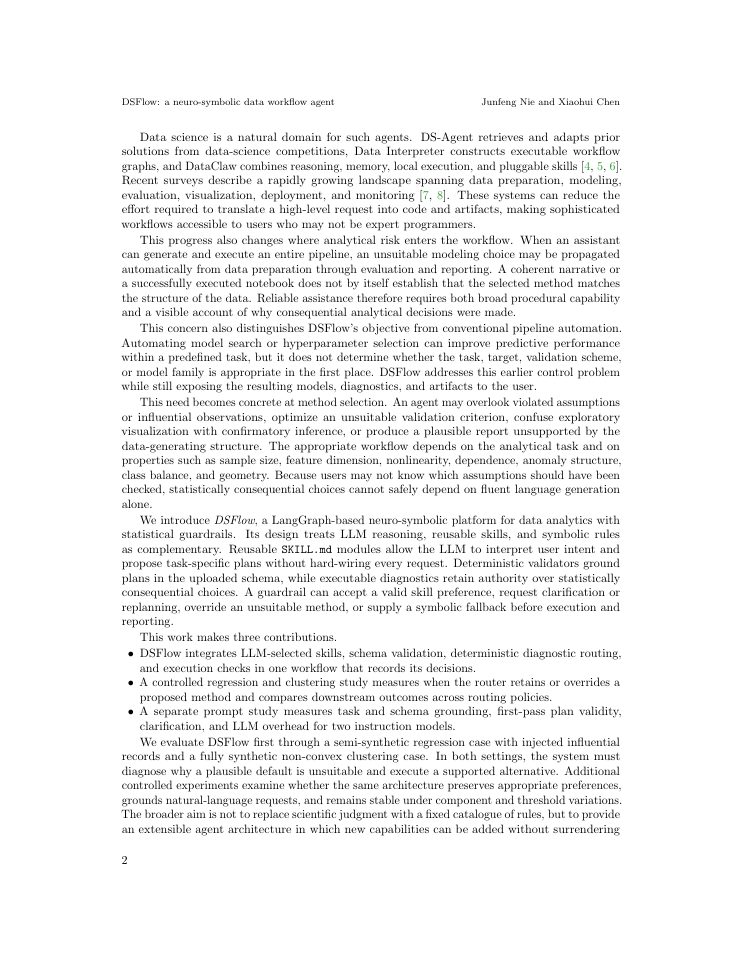 DSFlow: a neuro-symbolic data workflow agent Junfeng Nie and Xiaohui Chen
Data science is a natural domain for such agents. DS-Agent retrieves and adapts prior
solutions from data-science competitions, Data Interpreter constructs executable workflow
graphs, and DataClaw combines reasoning, memory, local execution, and pluggable skills [4, 5, 6].
Recent surveys describe a rapidly growing landscape spanning data preparation, modeling,
evaluation, visualization, deployment, and monitoring [7, 8]. These systems can reduce the
effort required to translate a high-level request into code and artifacts, making sophisticated
workflows accessible to users who may not be expert programmers.
This progress also changes where analytical risk enters the workflow. When an assistant
can generate and execute an entire pipeline, an unsuitable modeling choice may be propagated
automatically from data preparation through evaluation and reporting. A coherent narrative or
a successfully executed notebook does not by itself establish that the selected method matches
the structure of the data. Reliable assistance therefore requires both broad procedural capability
and a visible account of why consequential analytical decisions were made.
This concern also distinguishes DSFlow's objective from conventional pipeline automation.
Automating model search or hyperparameter selection can improve predictive performance
within a predefined task, but it does not determine whether the task, target, validation scheme,
or model family is appropriate in the first place. DSFlow addresses this earlier control problem
while still exposing the resulting models, diagnostics, and artifacts to the user.
This need becomes concrete at method selection. An agent may overlook violated assumptions
or influential observations, optimize an unsuitable validation criterion, confuse exploratory
visualization with confirmatory inference, or produce a plausible report unsupported by the
data-generating structure. The appropriate workflow depends on the analytical task and on
properties such as sample size, feature dimension, nonlinearity, dependence, anomaly structure,
class balance, and geometry. Because users may not know which assumptions should have been
checked, statistically consequential choices cannot safely depend on fluent language generation
alone.
We introduce DSFlow, a LangGraph-based neuro-symbolic platform for data analytics with
statistical guardrails. Its design treats LLM reasoning, reusable skills, and symbolic rules
as complementary. Reusable SKILL.md modules allow the LLM to interpret user intent and
propose task-specific plans without hard-wiring every request. Deterministic validators ground
plans in the uploaded schema, while executable diagnostics retain authority over statistically
consequential choices. A guardrail can accept a valid skill preference, request clarification or
replanning, override an unsuitable method, or supply a symbolic fallback before execution and
reporting.
This work makes three contributions.
• DSFlow integrates LLM-selected skills, schema validation, deterministic diagnostic routing,
and execution checks in one workflow that records its decisions.
• A controlled regression and clustering study measures when the router retains or overrides a
proposed method and compares downstream outcomes across routing policies.
• A separate prompt study measures task and schema grounding, first-pass plan validity,
clarification, and LLM overhead for two instruction models.
We evaluate DSFlow first through a semi-synthetic regression case with injected influential
records and a fully synthetic non-convex clustering case. In both settings, the system must
diagnose why a plausible default is unsuitable and execute a supported alternative. Additional
controlled experiments examine whether the same architecture preserves appropriate preferences,
grounds natural-language requests, and remains stable under component and threshold variations.
The broader aim is not to replace scientific judgment with a fixed catalogue of rules, but to provide
an extensible agent architecture in which new capabilities can be added without surrendering
2